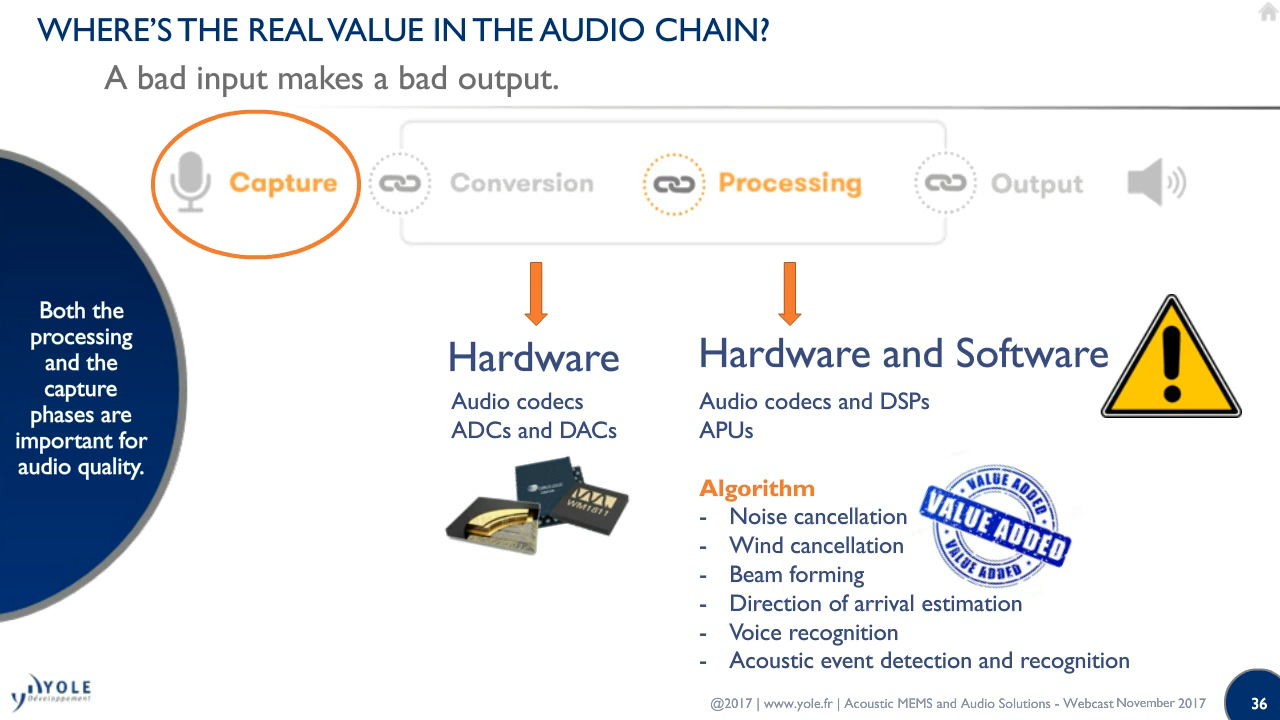 WHERE'S THE REAL VALUE IN THE AUDIO CHAIN?
A bad input makes a bad output.
Capture
Conversion
Processing
Output
Both the
processing
and the
capture
phases are
important for
audio quality.
Hardware
Audio codecs
ADCs and DACs
WM1811
Hardware and Software
Audio codecs and DSPs
APUs
Algorithm
- Noise cancellation
- Wind cancellation
- Beam forming
- Direction of arrival estimation
- Voice recognition
- Acoustic event detection and recognition
VALUE ADDED
VALUE ADDED
VALUE ADDED
YOLE
Développement
@2017 | www.yole.fr | Acoustic MEMS and Audio Solutions - Webcast November 2017
36